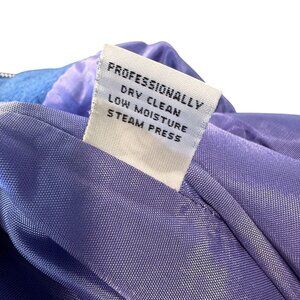 PROFESSIONALLY
DRY CLEAN
LOW MOISTURE
STEAM PRESS